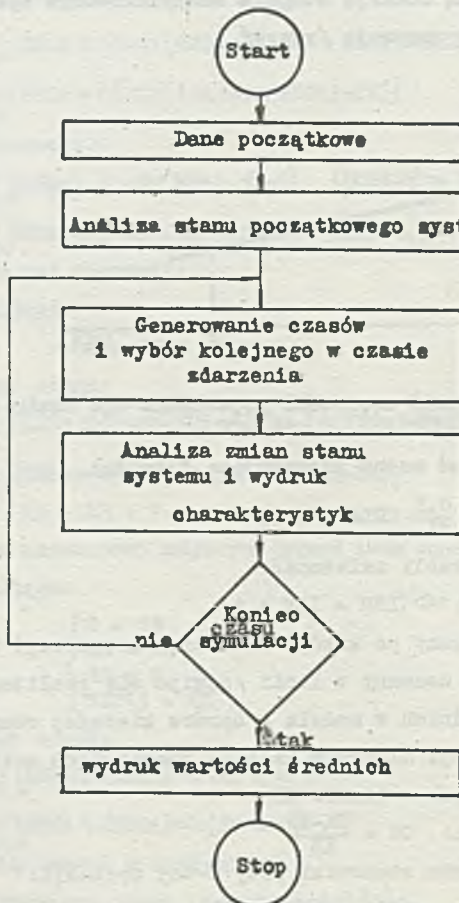 Start
Dane początkowe
Análiza stanu początkowego syst
Generowanie czasów
i wybór kolejnego w czasie
zdarzenia
Analiza zmian stanu
systemu i wydruk
charakterystyk
Koniec
czasu
nie symulacji
tak
wydruk wartości średnich
Stop